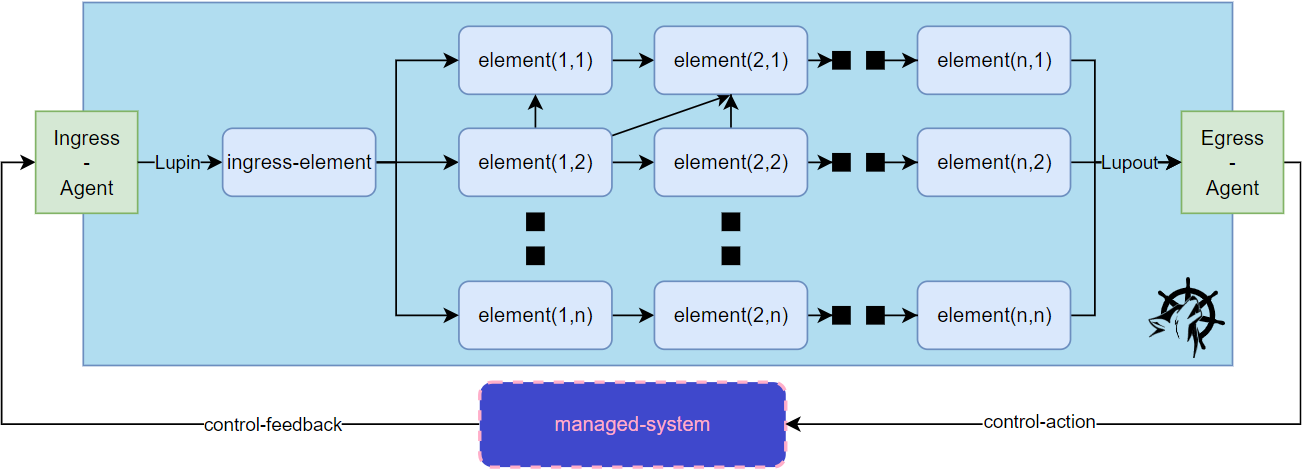 element(1,1)
element(2,1)
element(n,1)
Ingress
-
Agent
Lupin
ingress-element
element(1,2)
element(2,2)
element(n,2)
Lupout
Egress
-
Agent
element(1,n)
element(2,n)
element(n,n)
control-feedback
managed-system
control-action